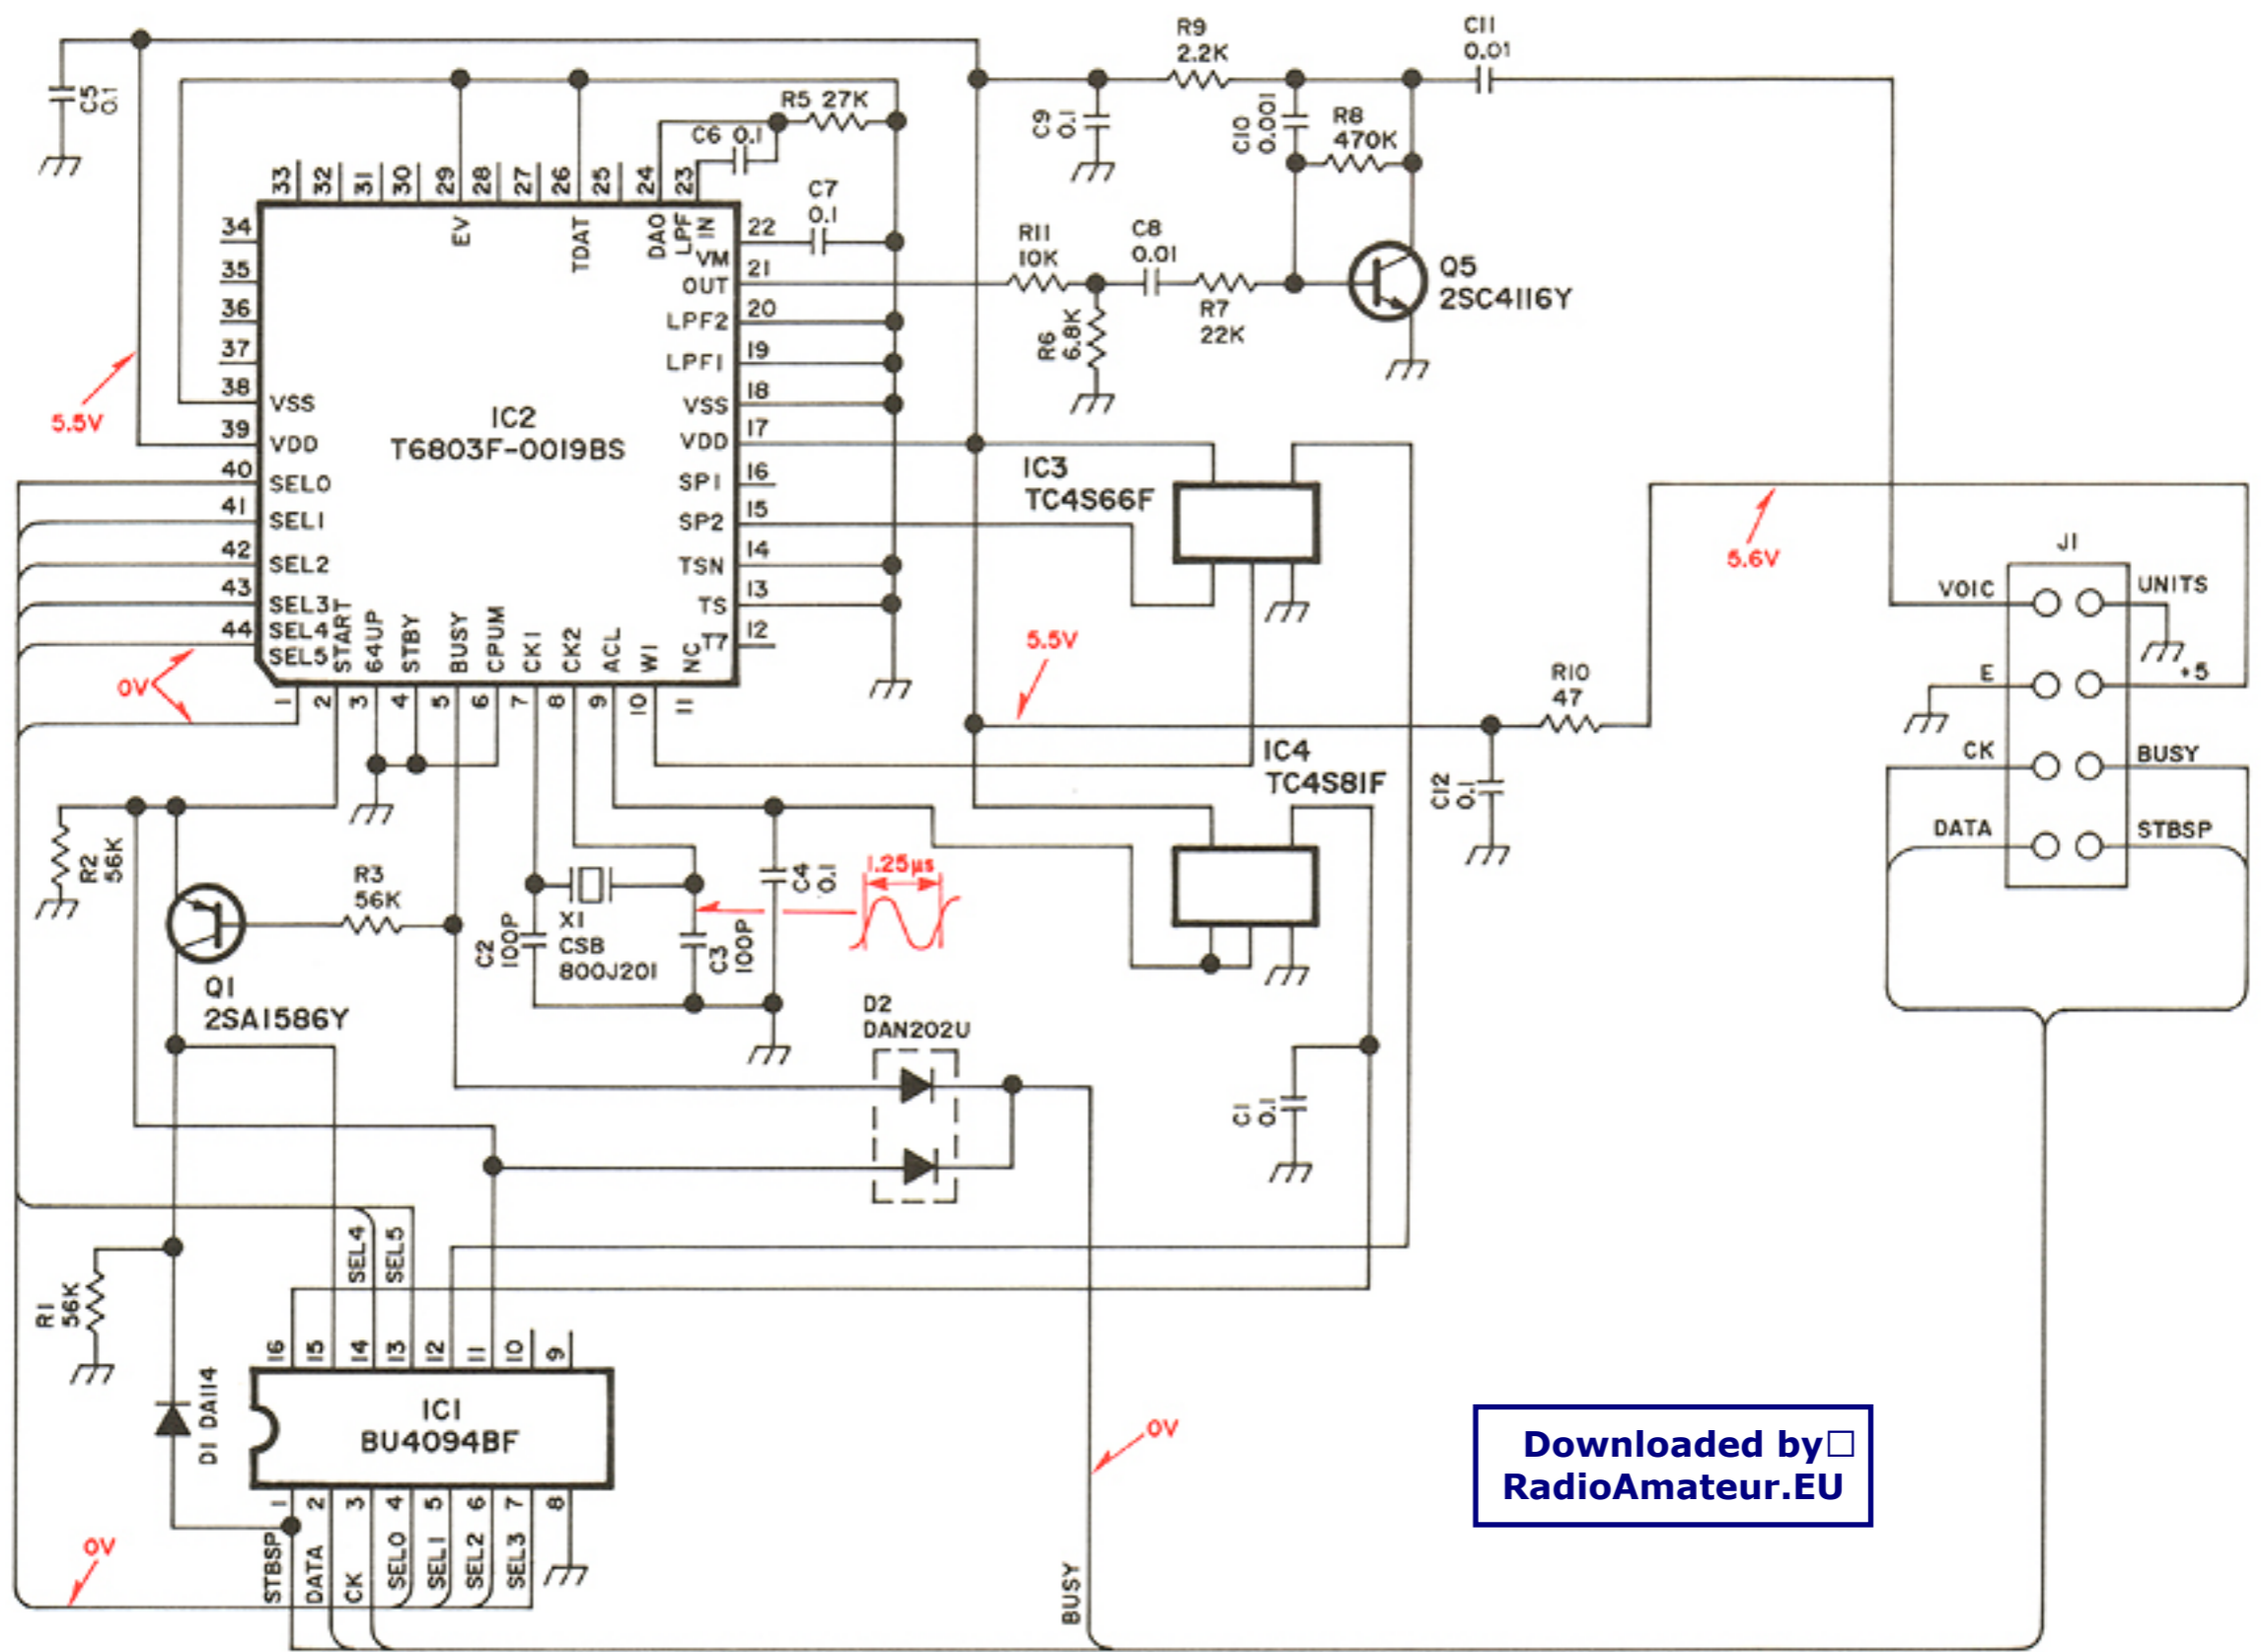 R9
2.2K
C11
0.01
C5
0.1
R5 27K
C6 0.1
C9
0.1
C10
0.001
R8
470K
C7
0.1
33
32
31
30
29
28
27
26
25
24
23
EV
TDAT
DAO
LPF
IN
34
35
36
37
38
39
40
41
42
43
44
VSS
VDD
SEL0
SEL1
SEL2
SEL3
SEL4
SEL5
IC2
T6803F-0019BS
22
VM
21
OUT
20
LPF2
19
LPF1
18
VSS
17
VDD
16
SP1
15
SP2
14
TSN
13
TS
12
T7
START
64UP
STBY
BUSY
CPUM
CK1
CK2
ACL
W1
NC
1
2
3
4
5
6
7
8
9
10
11
5.5V
0V
R11
10K
C8
0.01
R7
22K
R6
6.8K
Q5
2SC4116Y
IC3
TC4S66F
5.5V
5.6V
J1
VOIC
UNITS
E
+5
CK
BUSY
DATA
STBSP
R10
47
C12
0.1
IC4
TC4S81F
R2
56K
R3
56K
Q1
2SA1586Y
C2
100P
X1
CSB
800J201
C3
100P
C4
0.1
1.25μs
D2
DAN202U
C1
0.1
SEL4
SEL5
R1
56K
D1 DA114
16
15
14
13
12
11
10
9
IC1
BU4094BF
1
2
3
4
5
6
7
8
STBSP
DATA
CK
SEL0
SEL1
SEL2
SEL3
0V
0V
BUSY
Downloaded by□
RadioAmateur.EU